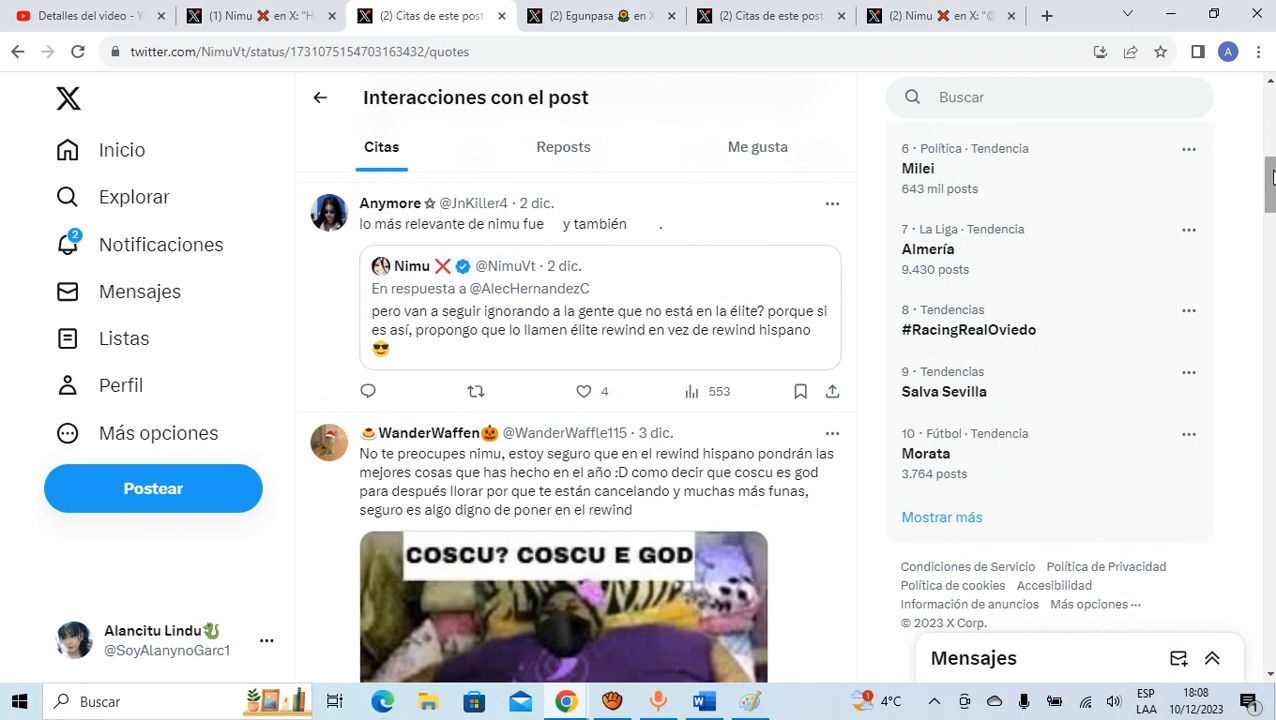 Detalles del video - Y
(1) Nimu ❌ en X: "H
(2) Citas de este post
(2) Egunpasa 🌻 en X
(2) Citas de este post
(2) Nimu ❌ en X: "@
twitter.com/NimuVt/status/1731075154703163432/quotes
A
Inicio
Explorar
2
Notificaciones
Mensajes
Listas
Perfil
Más opciones
Postear
Alancitu Lindu🐉
@SoyAlanynoGarc1
Interacciones con el post
Citas
Reposts
Me gusta
Anymore ☆ @JnKiller4 · 2 dic.
lo más relevante de nimu fue y también .
Nimu ❌ @NimuVt · 2 dic.
En respuesta a @AlecHernandezC
pero van a seguir ignorando a la gente que no está en la élite? porque si
es así, propongo que lo llamen élite rewind en vez de rewind hispano
😎
4
553
🍮WanderWaffen🎃 @WanderWaffle115 · 3 dic.
No te preocupes nimu, estoy seguro que en el rewind hispano pondrán las
mejores cosas que has hecho en el año :D como decir que coscu es god
para después llorar por que te están cancelando y muchas más funas,
seguro es algo digno de poner en el rewind
COSCU? COSCU E GOD
Buscar
6 · Política · Tendencia
Milei
643 mil posts
7 · La Liga · Tendencia
Almería
9.430 posts
8 · Tendencias
#RacingRealOviedo
9 · Tendencias
Salva Sevilla
10 · Fútbol · Tendencia
Morata
3.764 posts
Mostrar más
Condiciones de Servicio Política de Privacidad
Política de cookies Accesibilidad
Información de anuncios Más opciones ···
© 2023 X Corp.
Mensajes
Buscar
1
4°C
ESP
LAA
18:08
10/12/2023
1